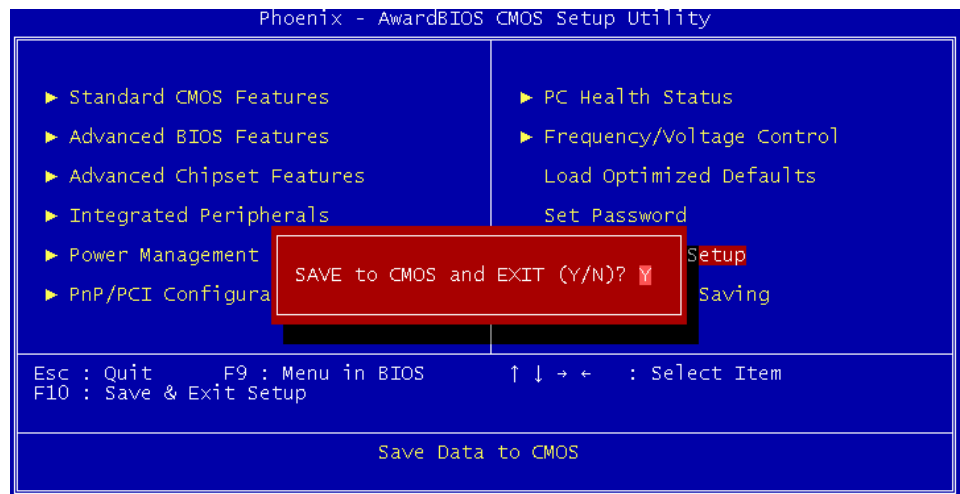 Phoenix - AwardBIOS CMOS Setup Utility
► Standard CMOS Features
► Advanced BIOS Features
► Advanced Chipset Features
► Integrated Peripherals
► Power Management
► PnP/PCI Configura
► PC Health Status
► Frequency/Voltage Control
Load Optimized Defaults
Set Password
Setup
Saving
SAVE to CMOS and EXIT (Y/N)? Y
Esc : Quit F9 : Menu in BIOS ↑ ↓ → ← : Select Item
F10 : Save & Exit Setup
Save Data to CMOS